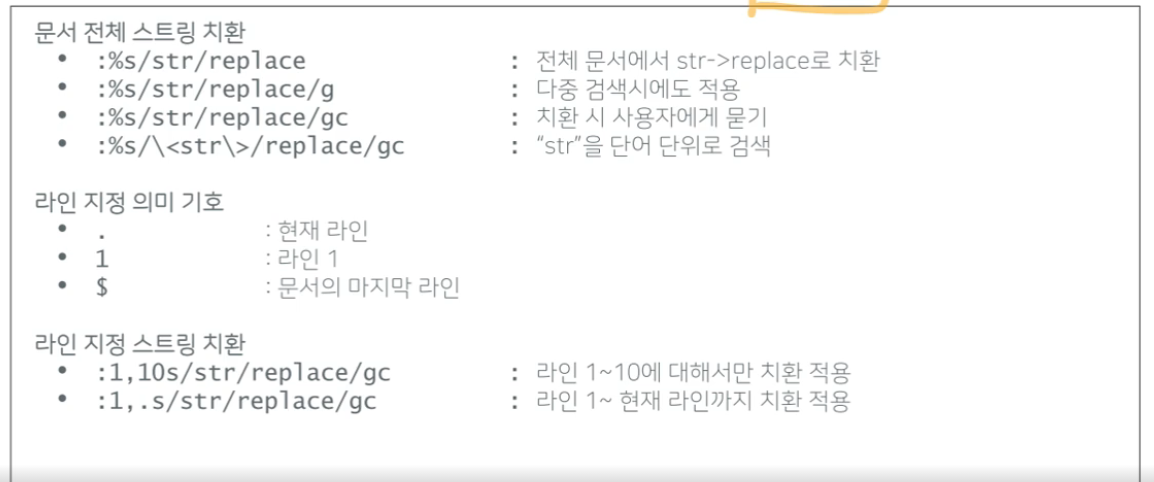 문서 전체 스트링 치환
• :%s/str/replace : 전체 문서에서 str->replace로 치환
• :%s/str/replace/g : 다중 검색시에도 적용
• :%s/str/replace/gc : 치환 시 사용자에게 묻기
• :%s/\<str\>/replace/gc : “str”을 단어 단위로 검색
라인 지정 의미 기호
• . : 현재 라인
• 1 : 라인 1
• $ : 문서의 마지막 라인
라인 지정 스트링 치환
• :1,10s/str/replace/gc : 라인 1~10에 대해서만 치환 적용
• :1,.s/str/replace/gc : 라인 1~ 현재 라인까지 치환 적용